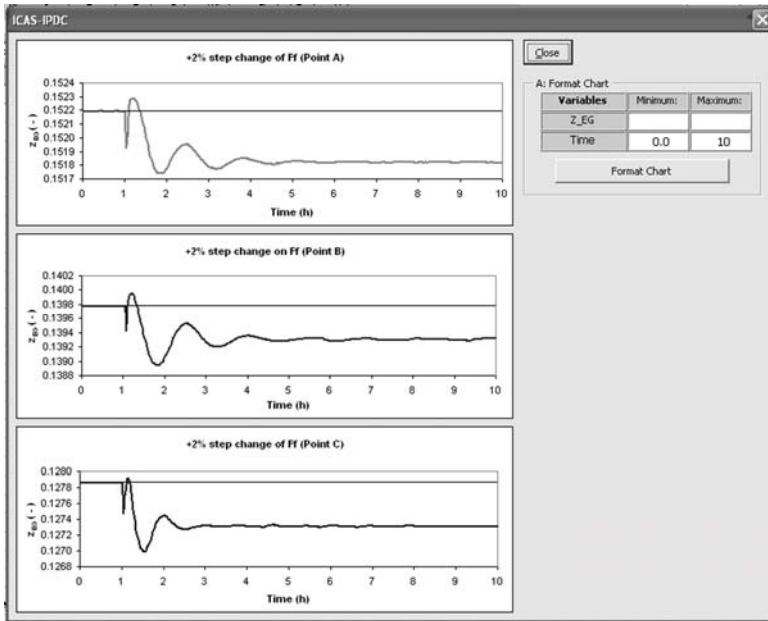 ICAS-IPDC
+2% step change of Ff (Point A)
0.1524
0.1523
0.1522
0.1520
0.1519
0.1518
0.1517
0 1 2 3 4 5 6 7 8 9 10
Time (h)
+2% step change on Ff (Point B)
0.1402
0.1400
0.1398
0.1396
0.1394
0.1392
0.1390
0.1388
0 1 2 3 4 5 6 7 8 9 10
Time (h)
+2% step change of Ff (Point C)
0.1280
0.1278
0.1276
0.1274
0.1272
0.1270
0.1268
0 1 2 3 4 5 6 7 8 9 10
Time (h)
Close
A: Format Chart
Variables Minimum: Maximum:
Z_EG
Time 0.0 10
Format Chart